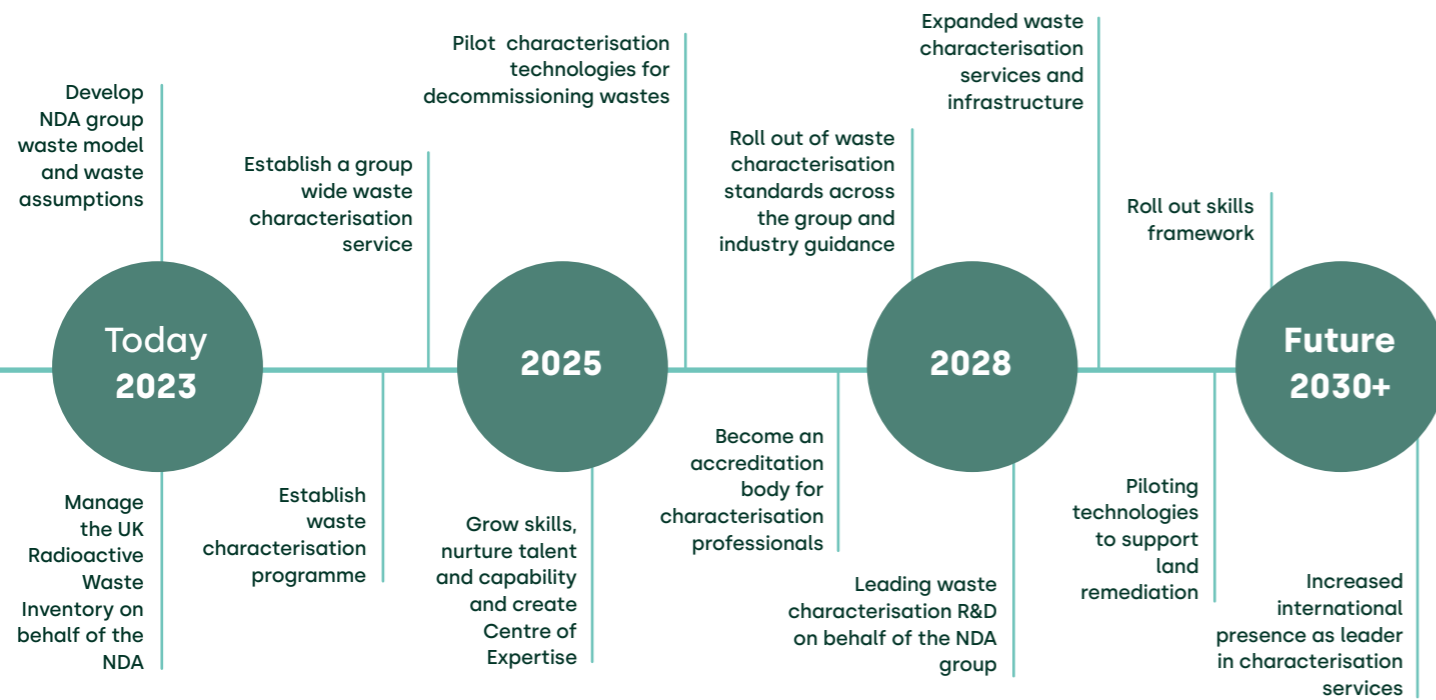 Develop
NDA group
waste model
and waste
assumptions
Establish a group
wide waste
characterisation
service
Pilot characterisation
technologies for
decommissioning wastes
Roll out of waste
characterisation
standards across
the group and
industry guidance
Expanded waste
characterisation
services and
infrastructure
Roll out skills
framework
Today
2023
2025
2028
Future
2030+
Manage
the UK
Radioactive
Waste
Inventory on
behalf of the
NDA
Establish
waste
characterisation
programme
Grow skills,
nurture talent
and capability
and create
Centre of
Expertise
Become an
accreditation
body for
characterisation
professionals
Leading waste
characterisation R&D
on behalf of the NDA
group
Piloting
technologies
to support
land
remediation
Increased
international
presence as leader
in characterisation
services